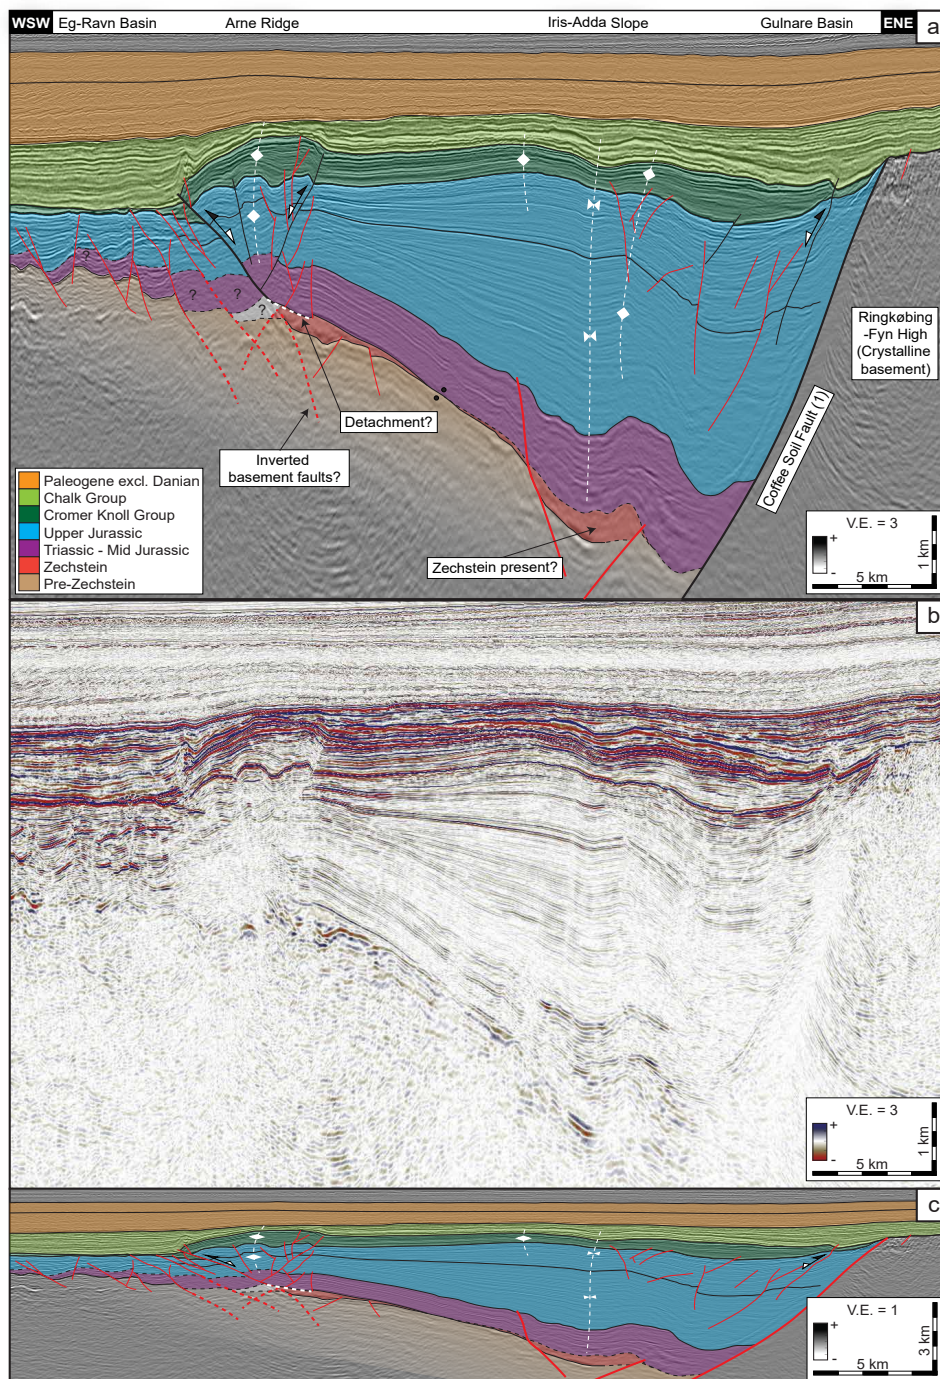 WSW Eg-Ravn Basin Arne Ridge Iris-Adda Slope Gulnare Basin ENE
a
?
?
?
?
Ringkøbing
-Fyn High
(Crystalline
basement)
Detachment?
Inverted
basement faults?
Coffee Soil Fault (1)
Zechstein present?
Paleogene excl. Danian
Chalk Group
Cromer Knoll Group
Upper Jurassic
Triassic - Mid Jurassic
Zechstein
Pre-Zechstein
V.E. = 3
+
-
5 km
1 km
b
V.E. = 3
+
-
5 km
1 km
c
V.E. = 1
+
-
5 km
3 km